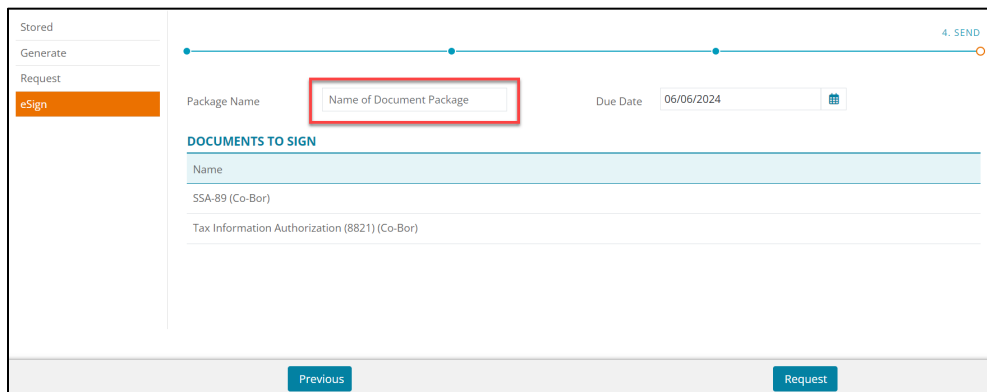 Stored
Generate
Request
eSign
4. SEND
Package Name
Name of Document Package
Due Date
06/06/2024
DOCUMENTS TO SIGN
Name
SSA-89 (Co-Bor)
Tax Information Authorization (8821) (Co-Bor)
Previous
Request